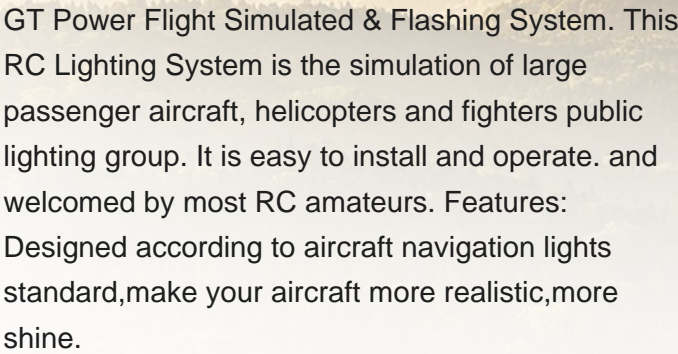 GT Power Flight Simulated & Flashing System. This
RC Lighting System is the simulation of large
passenger aircraft, helicopters and fighters public
lighting group. It is easy to install and operate. and
welcomed by most RC amateurs. Features:
Designed according to aircraft navigation lights
standard,make your aircraft more realistic,more
shine.